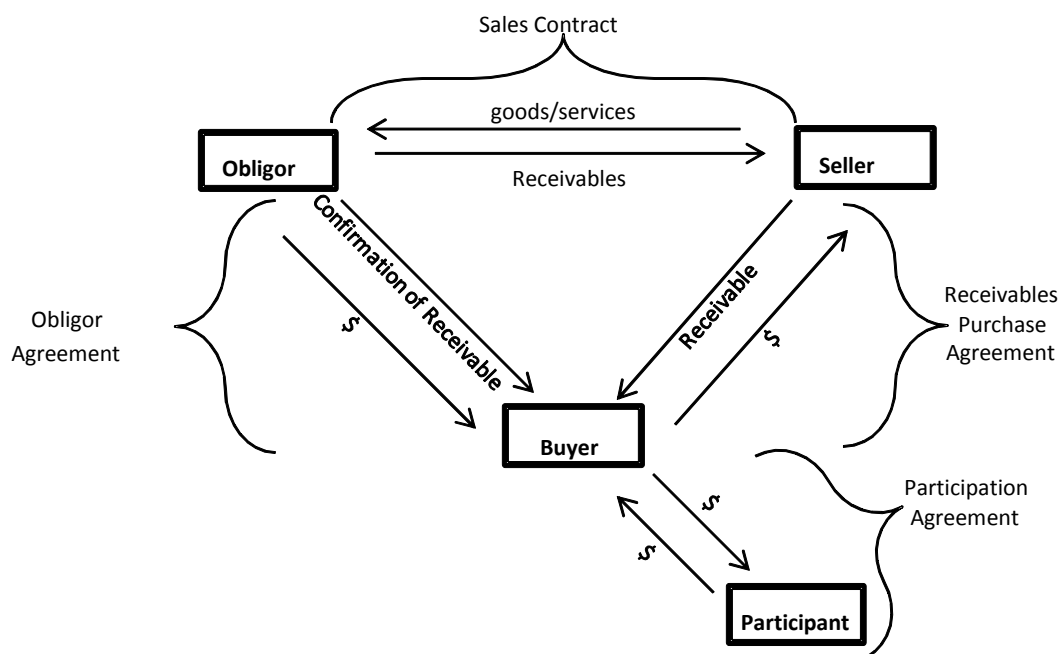 Sales Contract
goods/services
Obligor
Seller
Receivables
Confirmation of Receivable
$
Receivable
$
Obligor
Agreement
Receivables
Purchase
Agreement
Buyer
$
$
Participation
Agreement
Participant